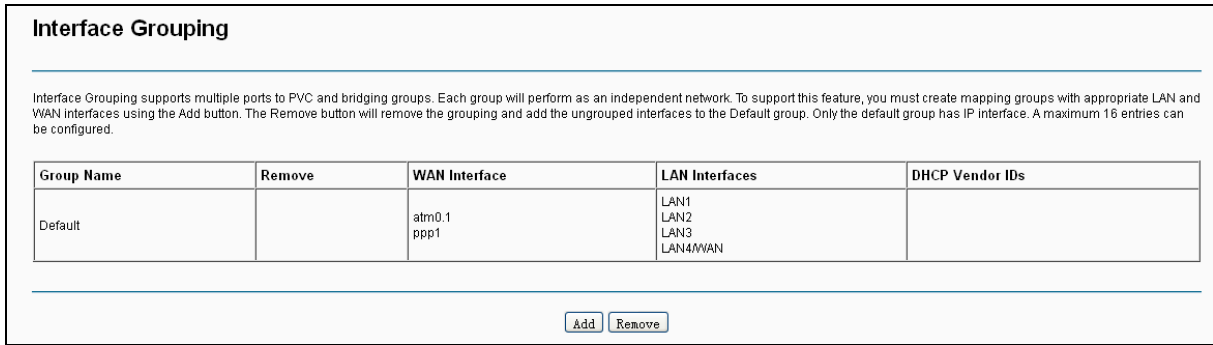 Interface Grouping
Interface Grouping supports multiple ports to PVC and bridging groups. Each group will perform as an independent network. To support this feature, you must create mapping groups with appropriate LAN and
WAN interfaces using the Add button. The Remove button will remove the grouping and add the ungrouped interfaces to the Default group. Only the default group has IP interface. A maximum 16 entries can
be configured.
Group Name Remove WAN Interface LAN Interfaces DHCP Vendor IDs
Default
atm0.1
ppp1
LAN1
LAN2
LAN3
LAN4/WAN
Add Remove